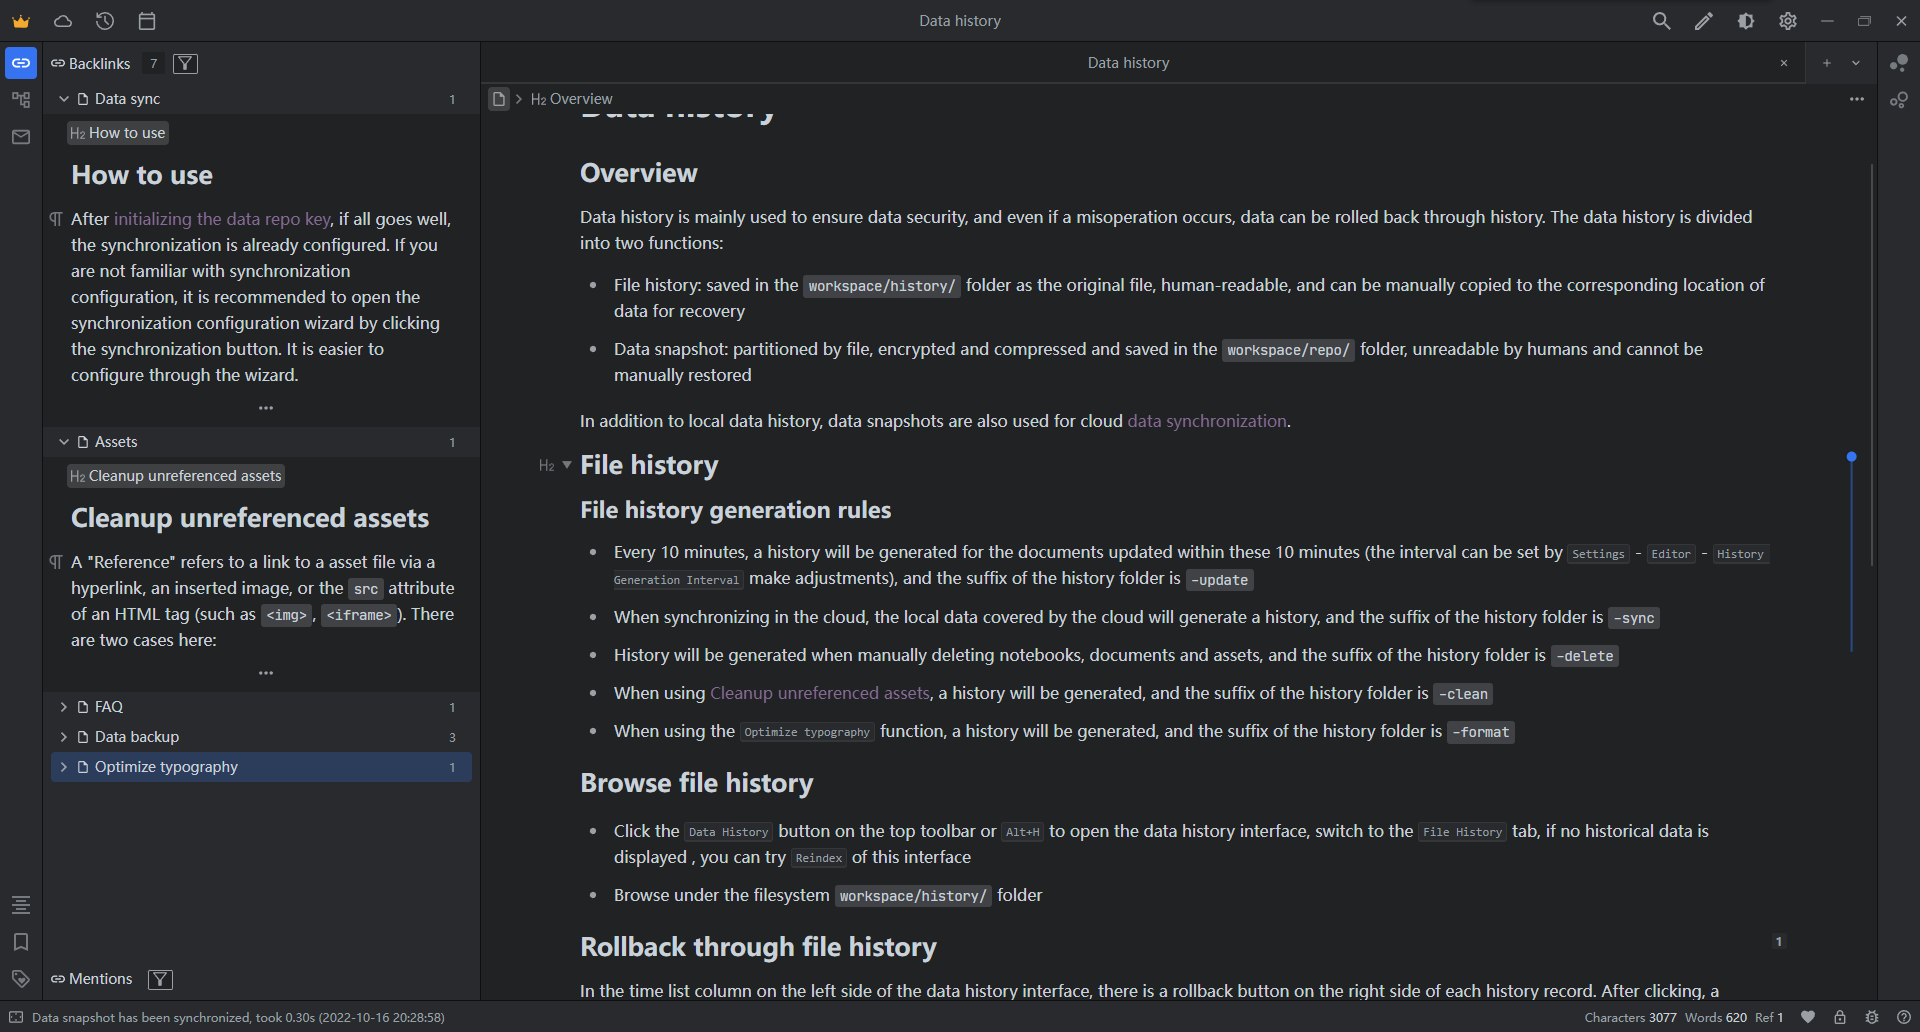 Data history
Backlinks 7
Data sync 1
H2 How to use
How to use
After initializing the data repo key, if all goes well,
the synchronization is already configured. If you
are not familiar with synchronization
configuration, it is recommended to open the
synchronization configuration wizard by clicking
the synchronization button. It is easier to
configure through the wizard.
Assets 1
H2 Cleanup unreferenced assets
Cleanup unreferenced assets
A "Reference" refers to a link to a asset file via a
hyperlink, an inserted image, or the src attribute
of an HTML tag (such as <img>, <iframe>). There
are two cases here:
FAQ 1
Data backup 3
Optimize typography 1
Mentions
Data history
H2 Overview
Data history
Overview
Data history is mainly used to ensure data security, and even if a misoperation occurs, data can be rolled back through history. The data history is divided
into two functions:
• File history: saved in the workspace/history/ folder as the original file, human-readable, and can be manually copied to the corresponding location of
data for recovery
• Data snapshot: partitioned by file, encrypted and compressed and saved in the workspace/repo/ folder, unreadable by humans and cannot be
manually restored
In addition to local data history, data snapshots are also used for cloud data synchronization.
H2 File history
File history generation rules
• Every 10 minutes, a history will be generated for the documents updated within these 10 minutes (the interval can be set by Settings - Editor - History
Generation Interval make adjustments), and the suffix of the history folder is -update
• When synchronizing in the cloud, the local data covered by the cloud will generate a history, and the suffix of the history folder is -sync
• History will be generated when manually deleting notebooks, documents and assets, and the suffix of the history folder is -delete
• When using Cleanup unreferenced assets, a history will be generated, and the suffix of the history folder is -clean
• When using the Optimize typography function, a history will be generated, and the suffix of the history folder is -format
Browse file history
• Click the Data History button on the top toolbar or Alt+H to open the data history interface, switch to the File History tab, if no historical data is
displayed , you can try Reindex of this interface
• Browse under the filesystem workspace/history/ folder
Rollback through file history 1
In the time list column on the left side of the data history interface, there is a rollback button on the right side of each history record. After clicking, a
Data snapshot has been synchronized, took 0.30s (2022-10-16 20:28:58)
Characters 3077 Words 620 Ref 1